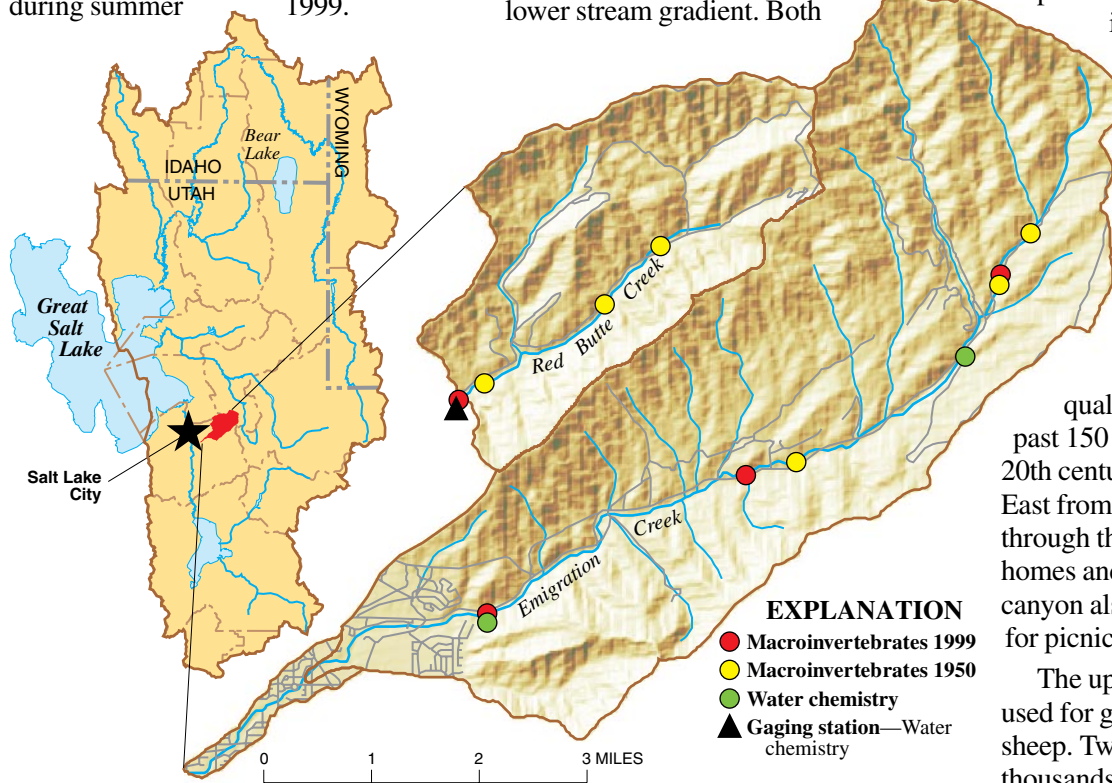 during summer 1999.
lower stream gradient. Both
WYOMING
Bear
Lake
IDAHO
UTAH
Great
Salt
Lake
Salt Lake
City
Red Butte Creek
Emigration Creek
EXPLANATION
Macroinvertebrates 1999
Macroinvertebrates 1950
Water chemistry
Gaging station—Water
chemistry
0 1 2 3 MILES
qual
past 150
20th centu
East from
through th
homes and
canyon als
for picnic
The up
used for g
sheep. Tw
thousands